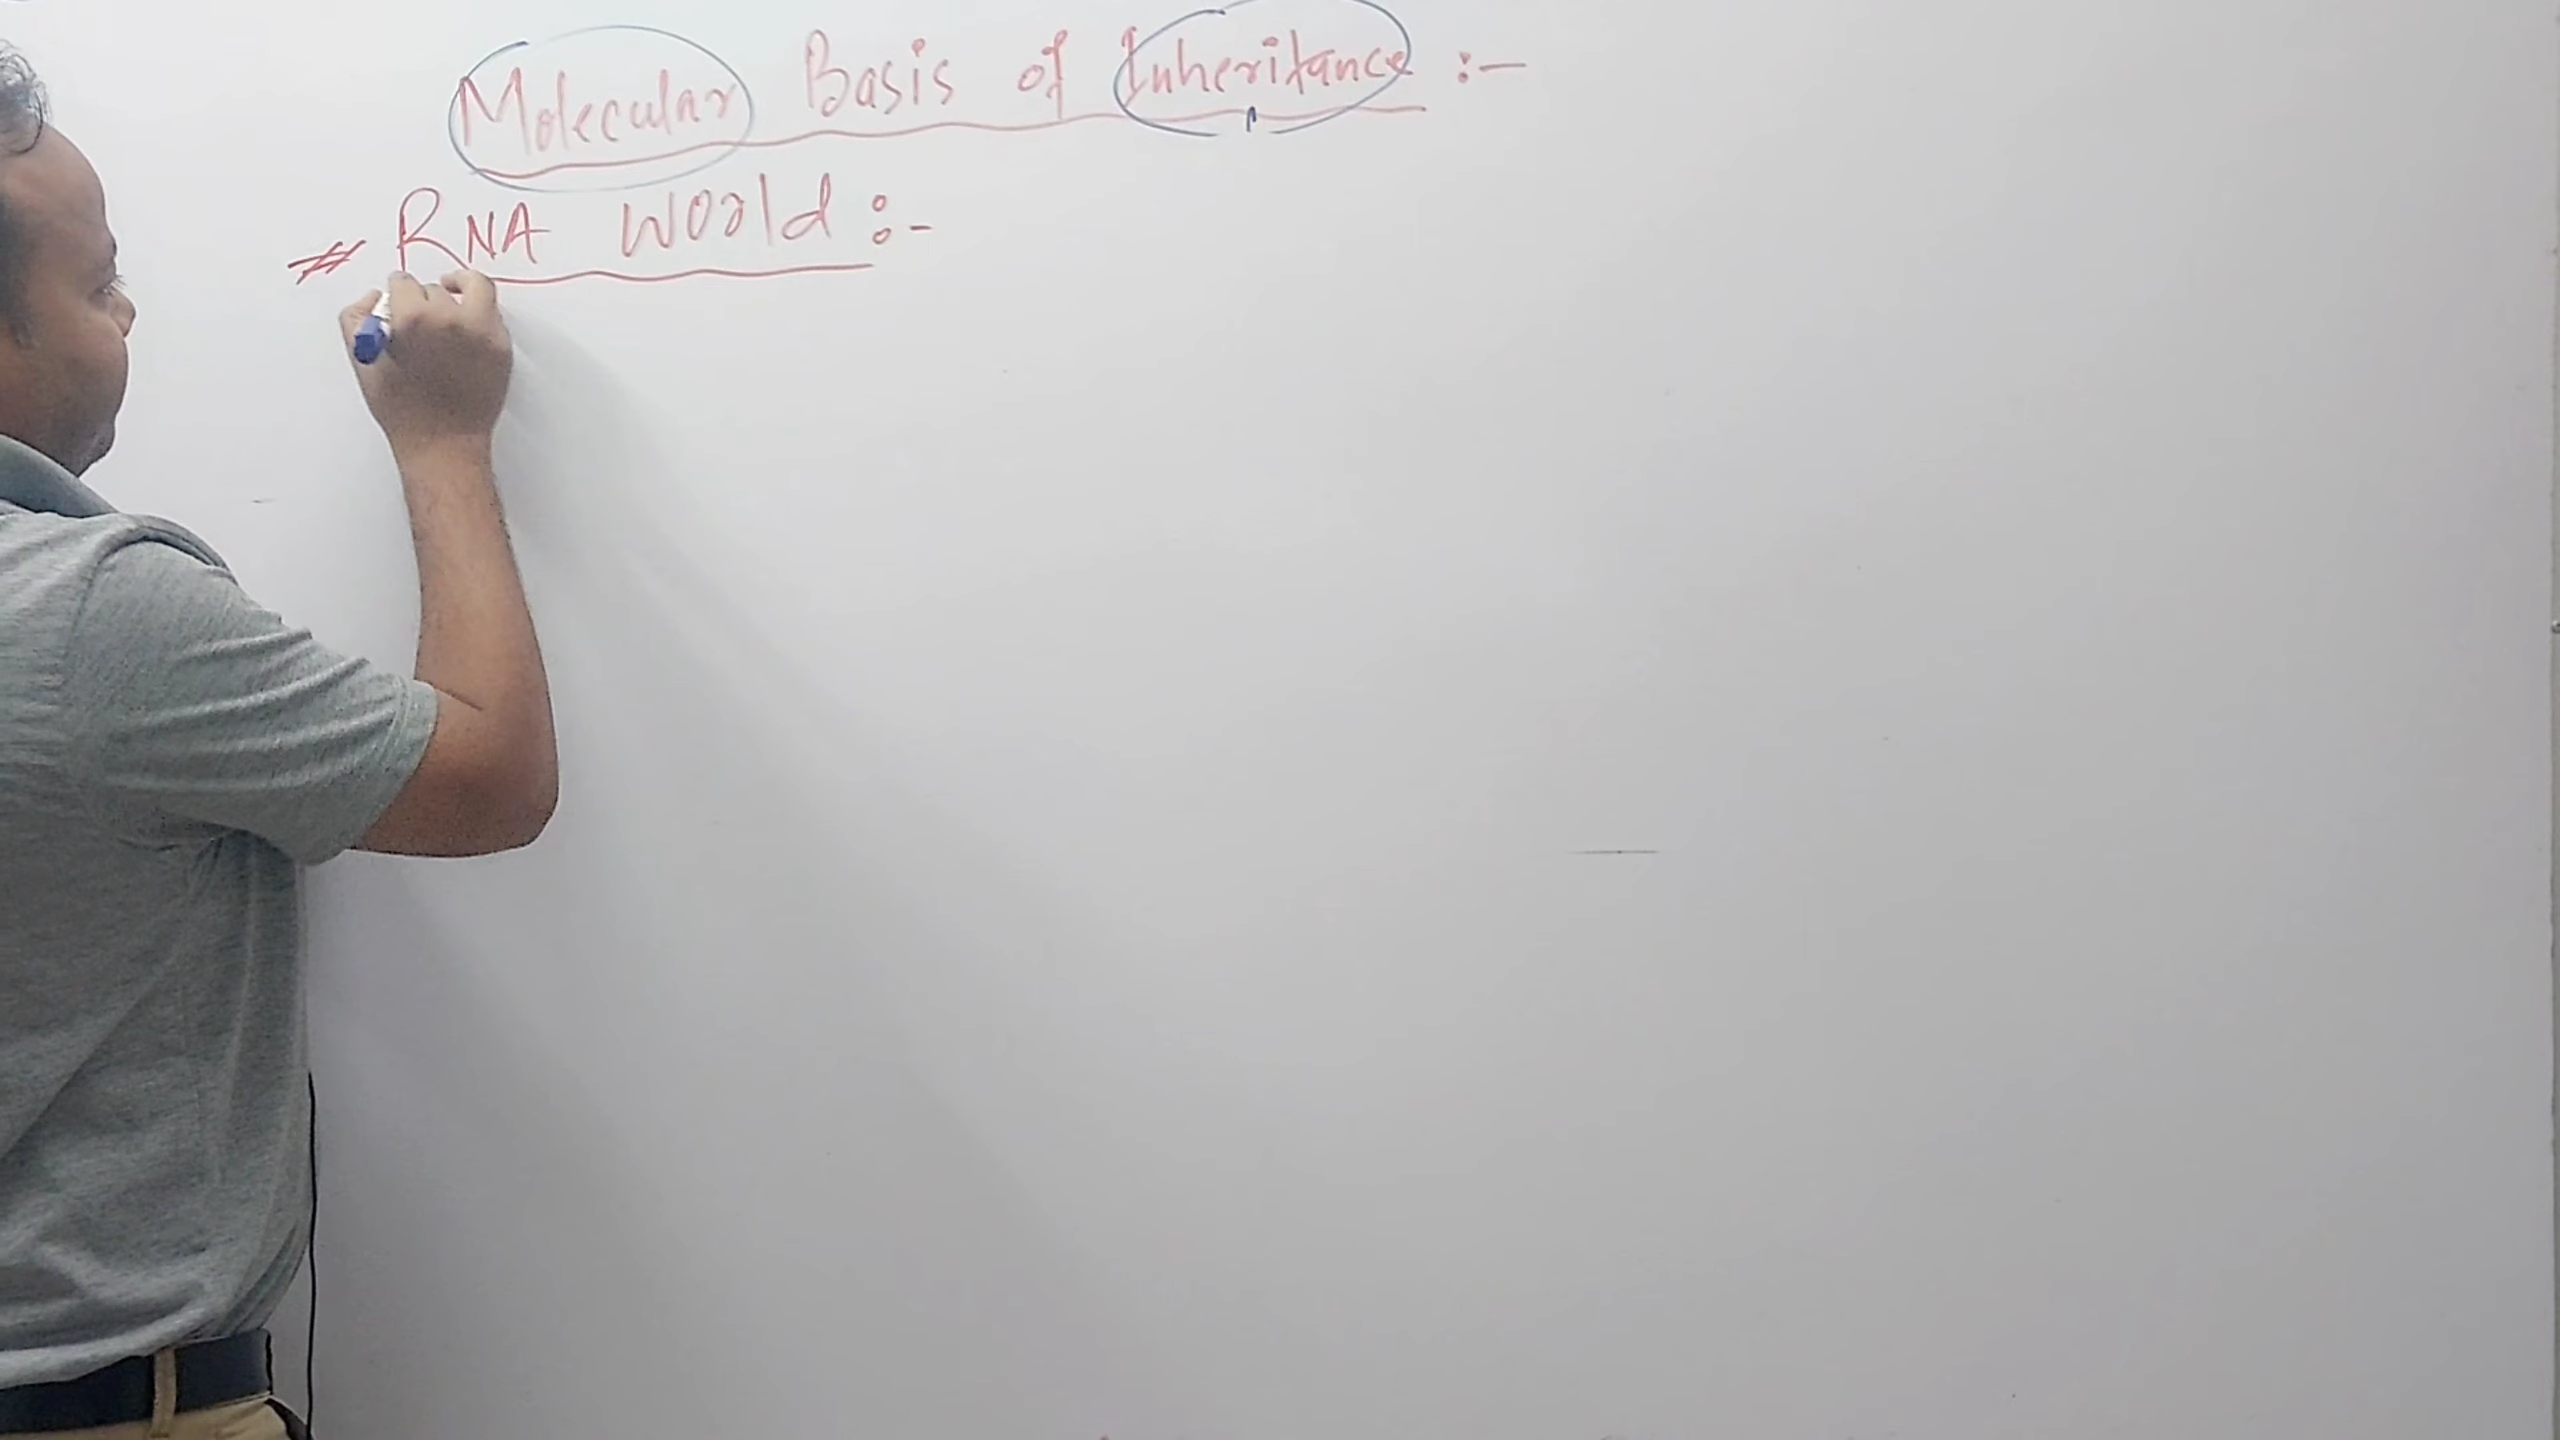 Molecular Basis of Inheritance :-
# RNA World :-